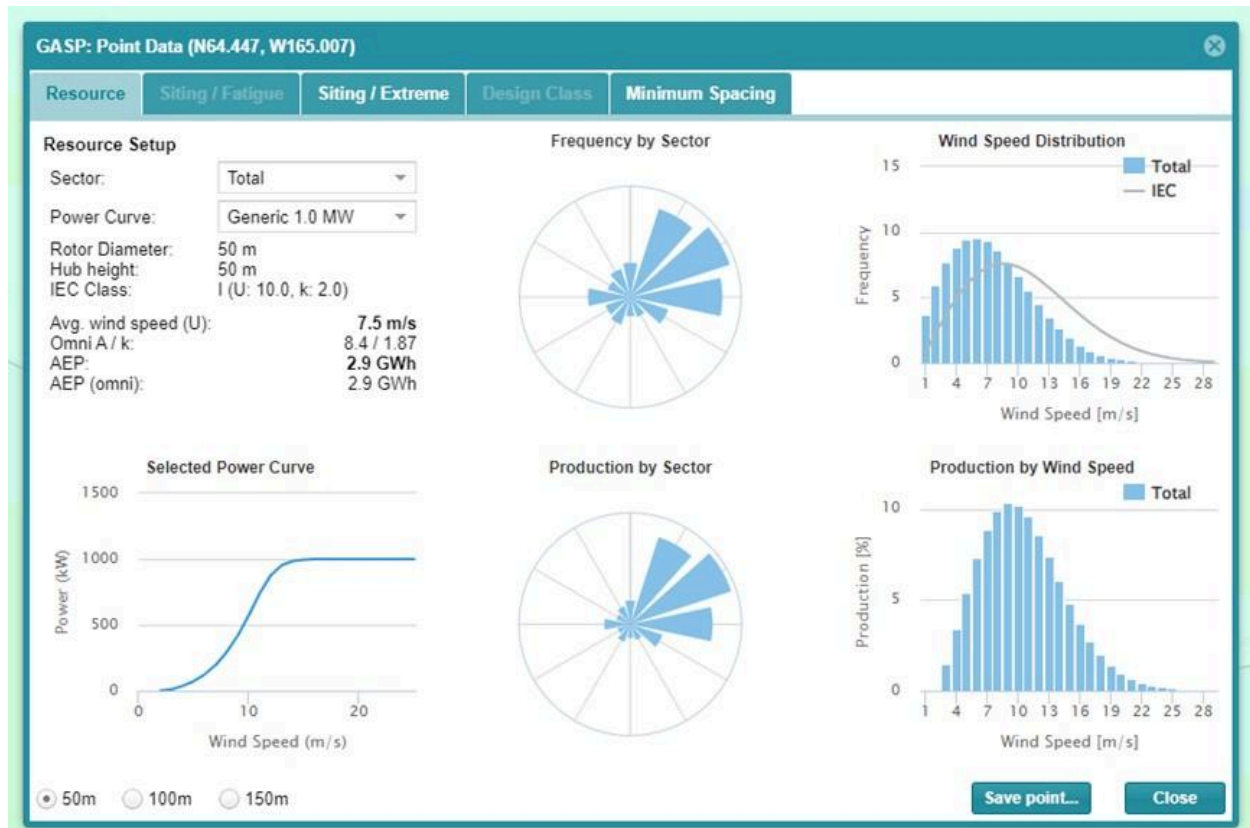 GASP: Point Data (N64.447, W165.007)
Resource Siting / Fatigue Siting / Extreme Design Class Minimum Spacing
Resource Setup
Sector: Total
Power Curve: Generic 1.0 MW
Rotor Diameter: 50 m
Hub height: 50 m
IEC Class: I (U: 10.0, k: 2.0)
Avg. wind speed (U): 7.5 m/s
Omni A / k: 8.4 / 1.87
AEP: 2.9 GWh
AEP (omni): 2.9 GWh
Frequency by Sector
Wind Speed Distribution
Total
IEC
15
10
5
0
Frequency
1 4 7 10 13 16 19 22 25 28
Wind Speed [m/s]
Selected Power Curve
1500
1000
500
0
Power (kW)
0 10 20
Wind Speed (m/s)
Production by Sector
Production by Wind Speed
Total
10
5
0
Production [%]
1 4 7 10 13 16 19 22 25 28
Wind Speed [m/s]
50m 100m 150m
Save point... Close